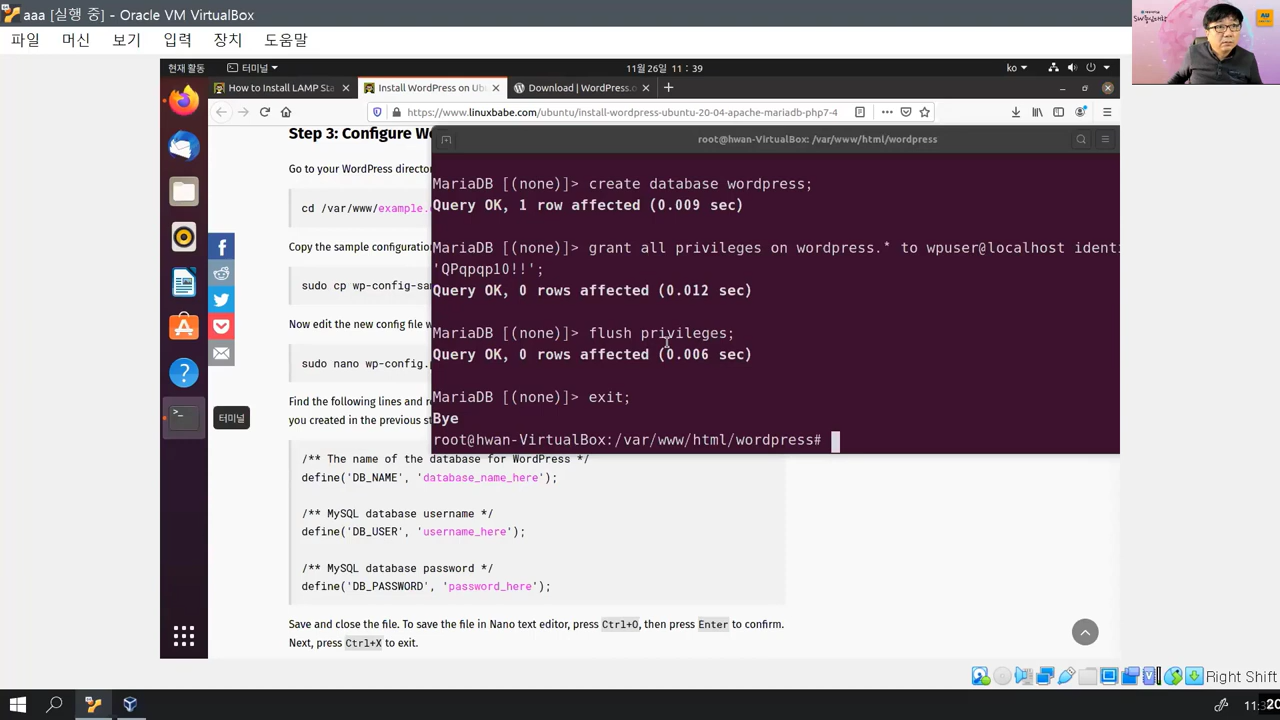 aaa [실행 중] - Oracle VM VirtualBox
파일 머신 보기 입력 장치 도움말
현재 활동 터미널 11월 26일 11 : 39 ko
How to Install LAMP Sta Install WordPress on Ubu Download | WordPress.o
https://www.linuxbabe.com/ubuntu/install-wordpress-ubuntu-20-04-apache-mariadb-php7-4
root@hwan-VirtualBox: /var/www/html/wordpress
Step 3: Configure Wo
Go to your WordPress directory
cd /var/www/example.
Copy the sample configuration
sudo cp wp-config-sam
Now edit the new config file w
sudo nano wp-config.p
Find the following lines and re
you created in the previous st
MariaDB [(none)]> create database wordpress;
Query OK, 1 row affected (0.009 sec)
MariaDB [(none)]> grant all privileges on wordpress.* to wpuser@localhost identi
'QPqpqp10!!';
Query OK, 0 rows affected (0.012 sec)
MariaDB [(none)]> flush privileges;
Query OK, 0 rows affected (0.006 sec)
MariaDB [(none)]> exit;
Bye
root@hwan-VirtualBox:/var/www/html/wordpress#
터미널
/** The name of the database for WordPress */
define('DB_NAME', 'database_name_here');
/** MySQL database username */
define('DB_USER', 'username_here');
/** MySQL database password */
define('DB_PASSWORD', 'password_here');
Save and close the file. To save the file in Nano text editor, press Ctrl+O, then press Enter to confirm.
Next, press Ctrl+X to exit.
Right Shift